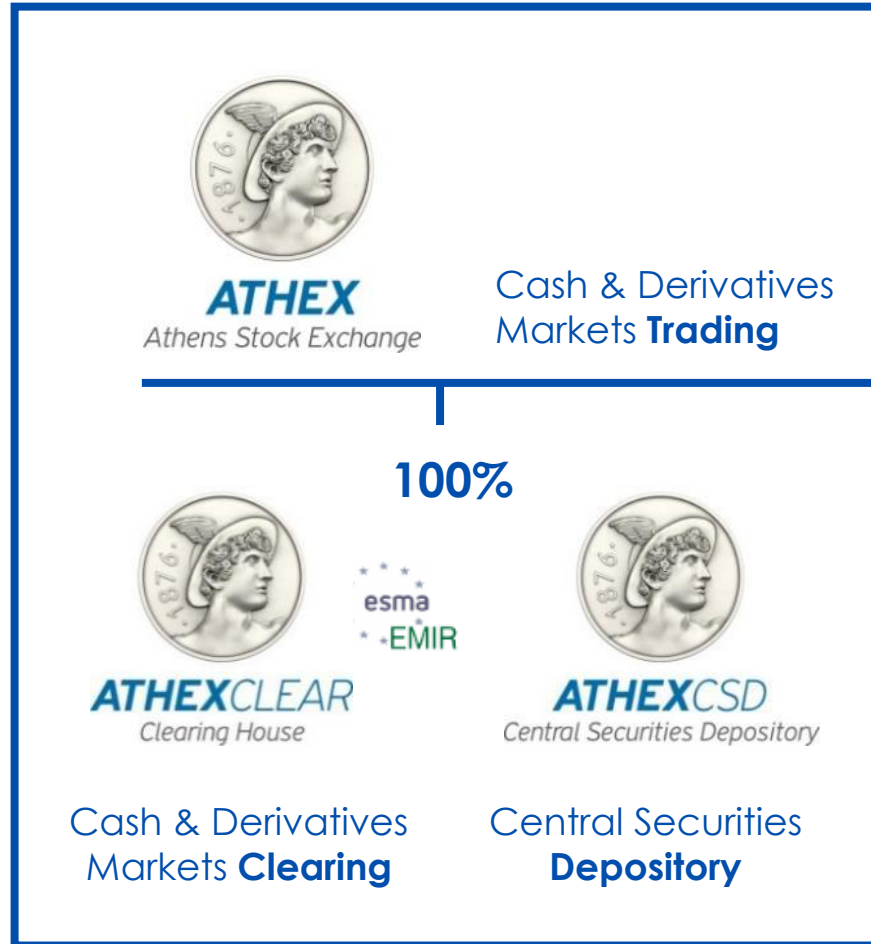 ·1876·
ATHEX
Athens Stock Exchange
Cash & Derivatives
Markets Trading
100%
·1876·
esma
EMIR
·1876·
ATHEXCLEAR
Clearing House
ATHEXCSD
Central Securities Depository
Cash & Derivatives
Markets Clearing
Central Securities
Depository